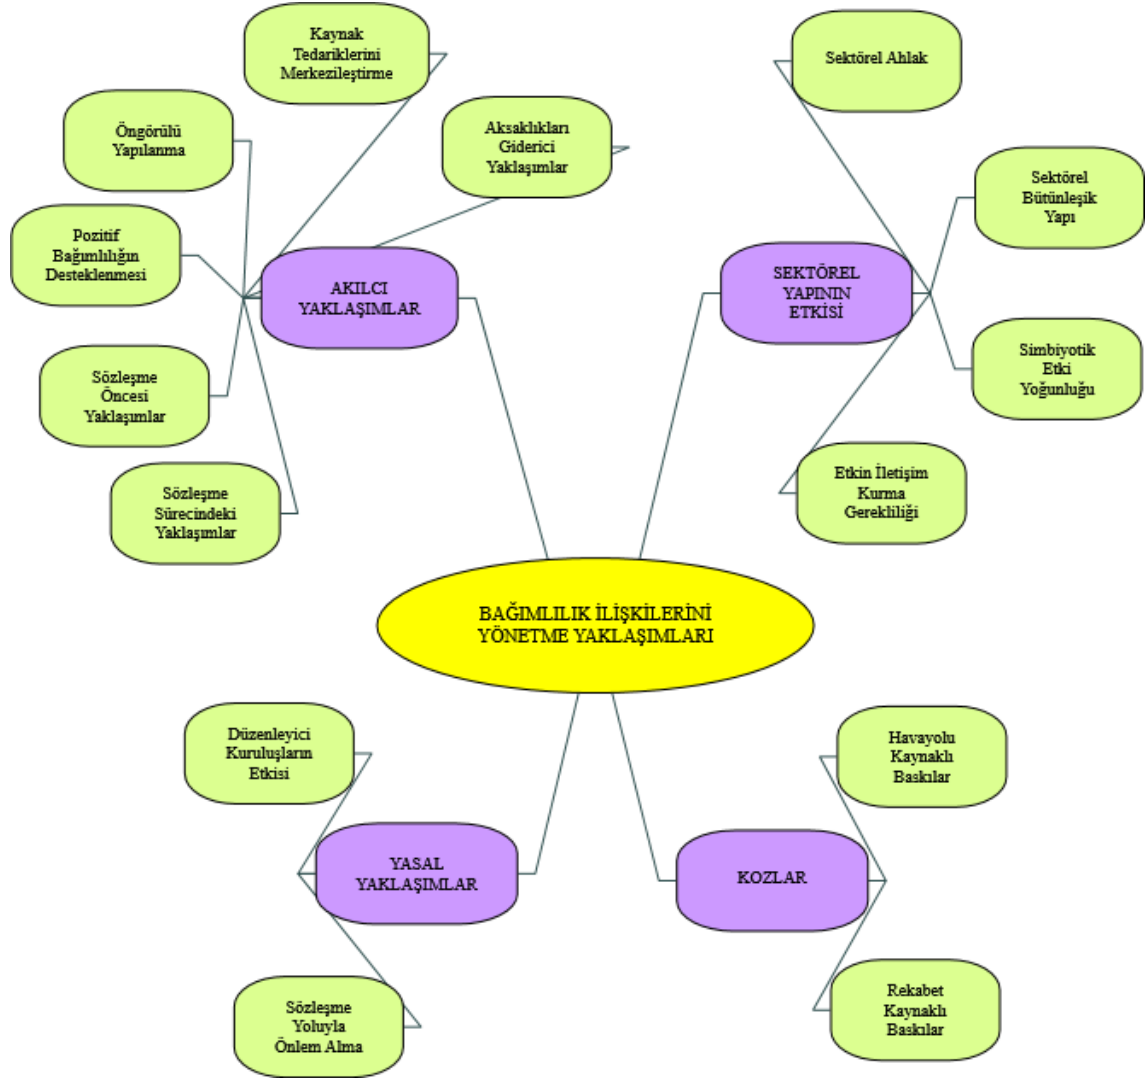 Kaynak
Tedariklerini
Merkezileştirme
Sektörel Ahlak
Öngörülü
Yapılanma
Aksaklıkları
Giderici
Yaklaşımlar
Sektörel
Bütünleşik
Yapı
Pozitif
Bağımlılığın
Desteklenmesi
AKILCI
YAKLAŞIMLAR
SEKTÖREL
YAPININ
ETKİSİ
Sözleşme
Öncesi
Yaklaşımlar
Simbiyotik
Etki
Yoğunluğu
Sözleşme
Sürecindeki
Yaklaşımlar
Etkin İletişim
Kurma
Gerekliliği
BAĞIMLILIK İLİŞKİLERİNİ
YÖNETME YAKLAŞIMLARI
Düzenleyici
Kuruluşların
Etkisi
Havayolu
Kaynaklı
Baskılar
YASAL
YAKLAŞIMLAR
KOZLAR
Sözleşme
Yoluyla
Önlem Alma
Rekabet
Kaynaklı
Baskılar